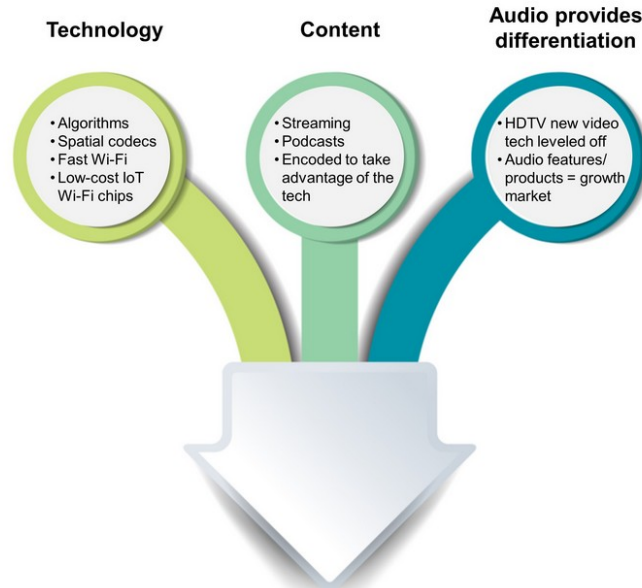 Technology
• Algorithms
• Spatial codecs
• Fast Wi-Fi
• Low-cost IoT
Wi-Fi chips
Content
• Streaming
• Podcasts
• Encoded to take
advantage of the
tech
Audio provides
differentiation
• HDTV new video
tech leveled off
• Audio features/
products = growth
market